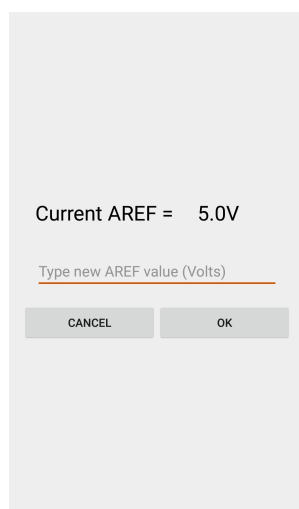 Current AREF = 5.0V
Type new AREF value (Volts)
CANCEL OK